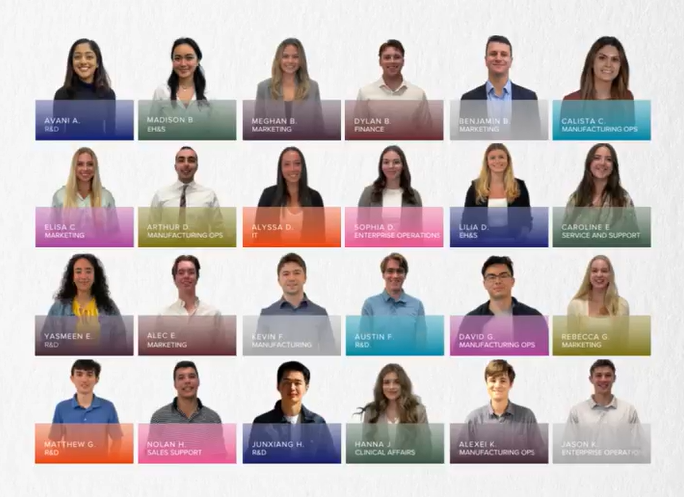 AVANI A.
R&D
MADISON B.
EH&S
MEGHAN B.
MARKETING
DYLAN B.
FINANCE
BENJAMIN B.
MARKETING
CALISTA C.
MANUFACTURING OPS
ELISA C.
MARKETING
ARTHUR D.
MANUFACTURING OPS
ALYSSA D.
IT
SOPHIA D.
ENTERPRISE OPERATIONS
LILIA D.
EH&S
CAROLINE E.
SERVICE AND SUPPORT
YASMEEN E.
R&D
ALEC E.
MARKETING
KEVIN F.
MANUFACTURING
AUSTIN F.
R&D
DAVID G.
MANUFACTURING OPS
REBECCA G.
MARKETING
MATTHEW G.
R&D
NOLAN H.
SALES SUPPORT
JUNXIANG H.
R&D
HANNA J.
CLINICAL AFFAIRS
ALEXEI K.
MANUFACTURING OPS
JASON K.
ENTERPRISE OPERATIO